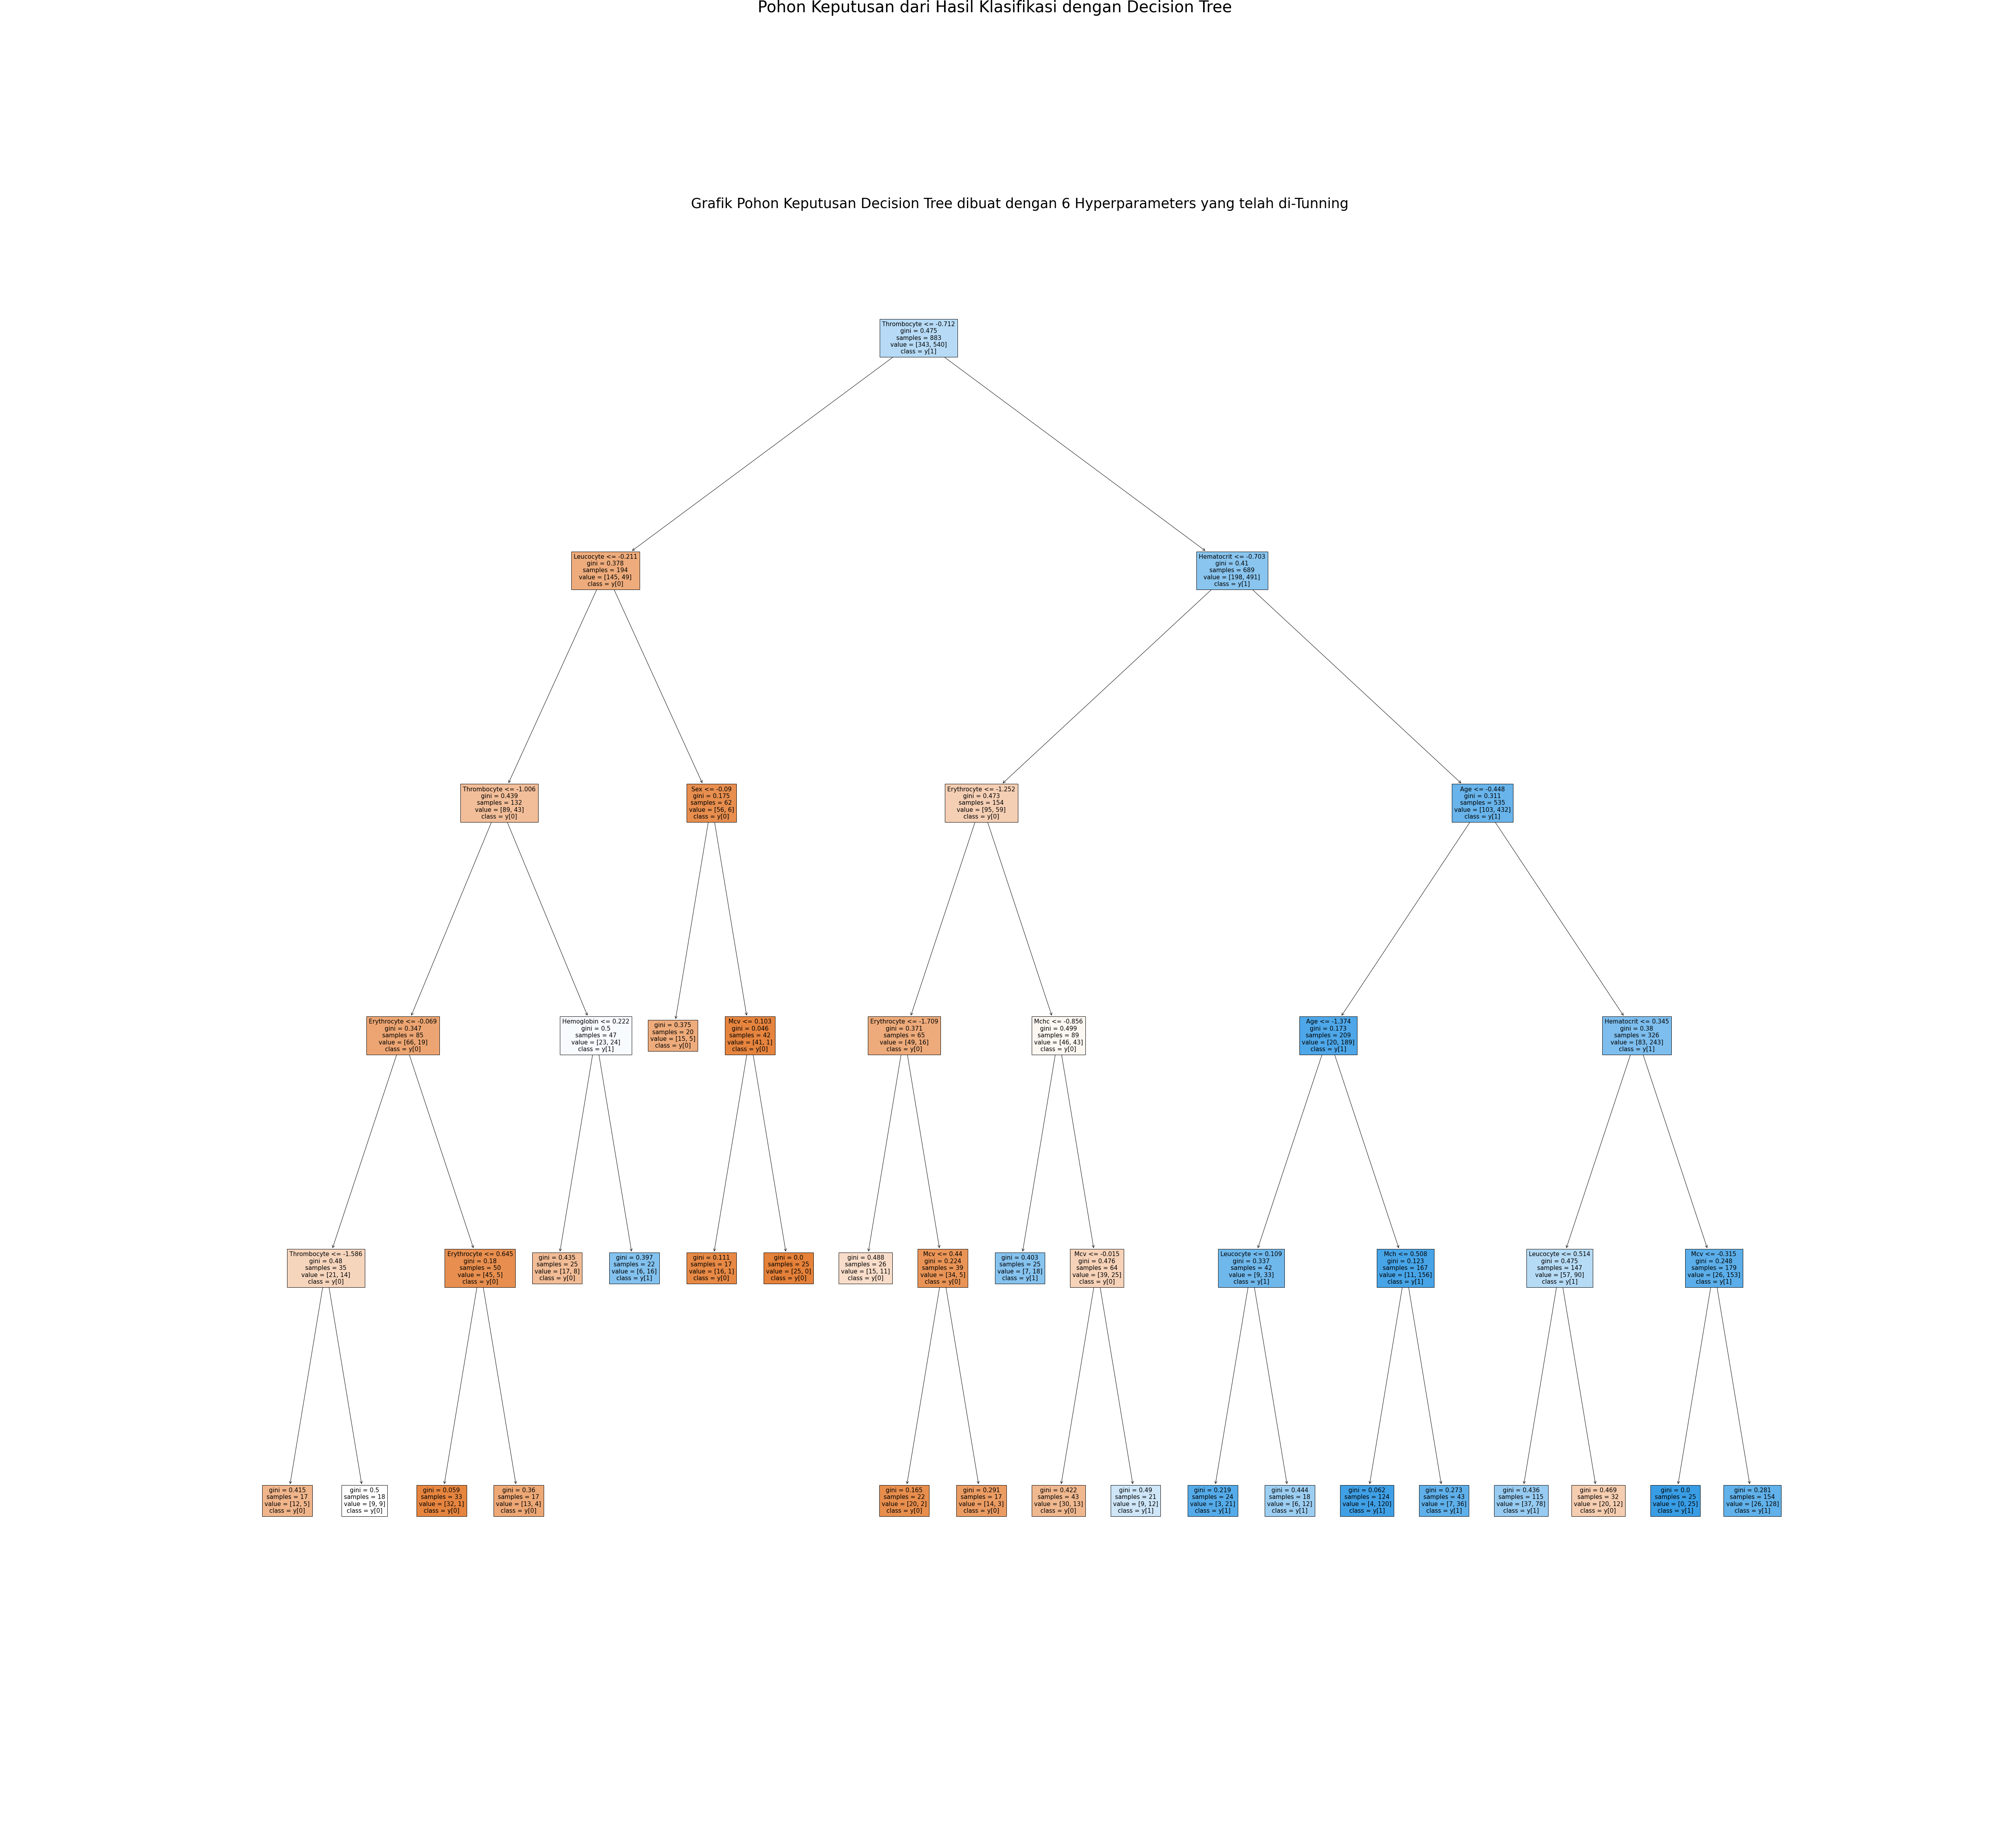 Pohon Keputusan dari Hasil Klasifikasi dengan Decision Tree
Grafik Pohon Keputusan Decision Tree dibuat dengan 6 Hyperparameters yang telah di-Tunning
Thrombocyte <= -0.712
gini = 0.475
samples = 883
value = [343, 540]
class = y[1]
Leucocyte <= -0.211
gini = 0.378
samples = 194
value = [145, 49]
class = y[0]
Hematocrit <= -0.703
gini = 0.41
samples = 689
value = [198, 491]
class = y[1]
Thrombocyte <= -1.006
gini = 0.439
samples = 132
value = [89, 43]
class = y[0]
Sex <= -0.09
gini = 0.175
samples = 62
value = [56, 6]
class = y[0]
Erythrocyte <= -1.252
gini = 0.473
samples = 154
value = [95, 59]
class = y[0]
Age <= -0.448
gini = 0.311
samples = 535
value = [103, 432]
class = y[1]
Erythrocyte <= -0.069
gini = 0.347
samples = 85
value = [66, 19]
class = y[0]
Hemoglobin <= 0.222
gini = 0.5
samples = 47
value = [23, 24]
class = y[1]
gini = 0.375
samples = 20
value = [15, 5]
class = y[0]
Mcv <= 0.103
gini = 0.046
samples = 42
value = [41, 1]
class = y[0]
Erythrocyte <= -1.709
gini = 0.371
samples = 65
value = [49, 16]
class = y[0]
Mchc <= -0.856
gini = 0.499
samples = 89
value = [46, 43]
class = y[0]
Age <= -1.374
gini = 0.173
samples = 209
value = [20, 189]
class = y[1]
Hematocrit <= 0.345
gini = 0.38
samples = 326
value = [83, 243]
class = y[1]
Thrombocyte <= -1.586
gini = 0.48
samples = 35
value = [21, 14]
class = y[0]
Erythrocyte <= 0.645
gini = 0.18
samples = 50
value = [45, 5]
class = y[0]
gini = 0.435
samples = 25
value = [17, 8]
class = y[0]
gini = 0.397
samples = 22
value = [6, 16]
class = y[1]
gini = 0.111
samples = 17
value = [16, 1]
class = y[0]
gini = 0.0
samples = 25
value = [25, 0]
class = y[0]
gini = 0.488
samples = 26
value = [15, 11]
class = y[0]
Mcv <= 0.44
gini = 0.224
samples = 39
value = [34, 5]
class = y[0]
gini = 0.403
samples = 25
value = [7, 18]
class = y[1]
Mcv <= -0.015
gini = 0.476
samples = 64
value = [39, 25]
class = y[0]
Leucocyte <= 0.109
gini = 0.337
samples = 42
value = [9, 33]
class = y[1]
Mch <= 0.508
gini = 0.123
samples = 167
value = [11, 156]
class = y[1]
Leucocyte <= 0.514
gini = 0.475
samples = 147
value = [57, 90]
class = y[1]
Mcv <= -0.315
gini = 0.248
samples = 179
value = [26, 153]
class = y[1]
gini = 0.415
samples = 17
value = [12, 5]
class = y[0]
gini = 0.5
samples = 18
value = [9, 9]
class = y[0]
gini = 0.059
samples = 33
value = [32, 1]
class = y[0]
gini = 0.36
samples = 17
value = [13, 4]
class = y[0]
gini = 0.165
samples = 22
value = [20, 2]
class = y[0]
gini = 0.291
samples = 17
value = [14, 3]
class = y[0]
gini = 0.422
samples = 43
value = [30, 13]
class = y[0]
gini = 0.49
samples = 21
value = [9, 12]
class = y[1]
gini = 0.219
samples = 24
value = [3, 21]
class = y[1]
gini = 0.444
samples = 18
value = [6, 12]
class = y[1]
gini = 0.062
samples = 124
value = [4, 120]
class = y[1]
gini = 0.273
samples = 43
value = [7, 36]
class = y[1]
gini = 0.436
samples = 115
value = [37, 78]
class = y[1]
gini = 0.469
samples = 32
value = [20, 12]
class = y[0]
gini = 0.0
samples = 25
value = [0, 25]
class = y[1]
gini = 0.281
samples = 154
value = [26, 128]
class = y[1]